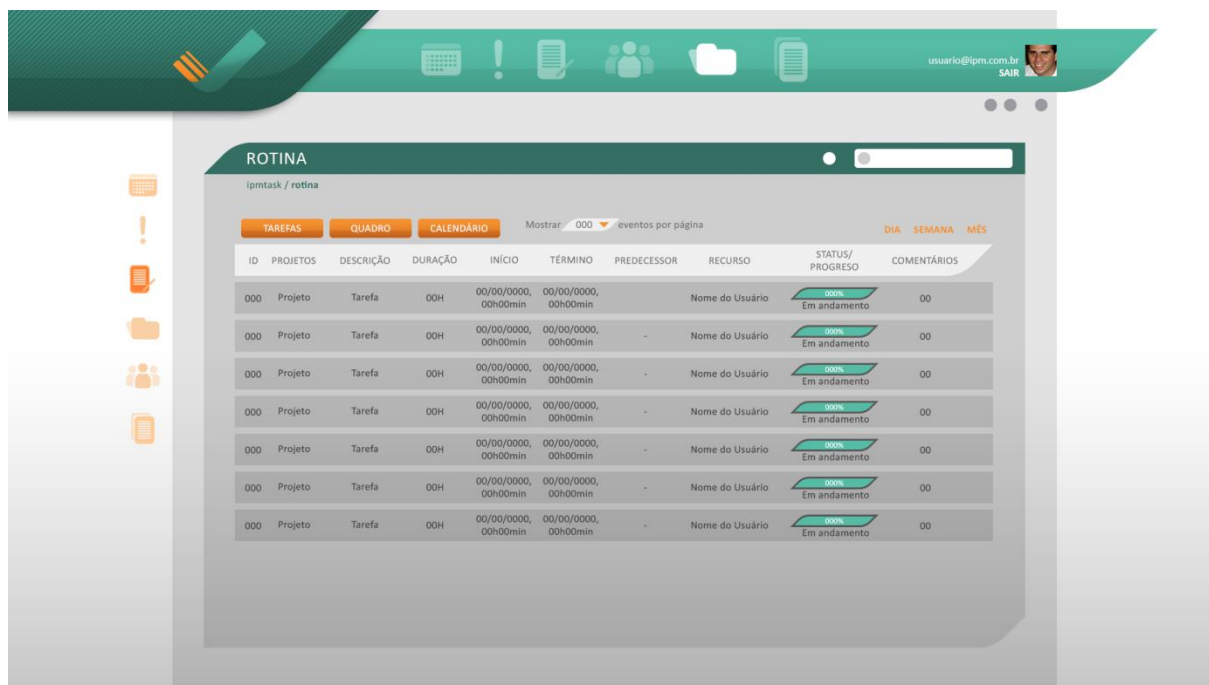 usuario@ipm.com.br
SAIR
ROTINA
ipmtask / rotina
TAREFAS QUADRO CALENDÁRIO Mostrar 000 eventos por página DIA SEMANA MÊS
ID PROJETOS DESCRIÇÃO DURAÇÃO INÍCIO TÉRMINO PREDECESSOR RECURSO STATUS/ PROGRESO COMENTÁRIOS
000 Projeto Tarefa 00H 00/00/0000, 00h00min 00/00/0000, 00h00min Nome do Usuário 000% Em andamento 00
000 Projeto Tarefa 00H 00/00/0000, 00h00min 00/00/0000, 00h00min - Nome do Usuário 000% Em andamento 00
000 Projeto Tarefa 00H 00/00/0000, 00h00min 00/00/0000, 00h00min - Nome do Usuário 000% Em andamento 00
000 Projeto Tarefa 00H 00/00/0000, 00h00min 00/00/0000, 00h00min - Nome do Usuário 000% Em andamento 00
000 Projeto Tarefa 00H 00/00/0000, 00h00min 00/00/0000, 00h00min - Nome do Usuário 000% Em andamento 00
000 Projeto Tarefa 00H 00/00/0000, 00h00min 00/00/0000, 00h00min - Nome do Usuário 000% Em andamento 00
000 Projeto Tarefa 00H 00/00/0000, 00h00min 00/00/0000, 00h00min - Nome do Usuário 000% Em andamento 00